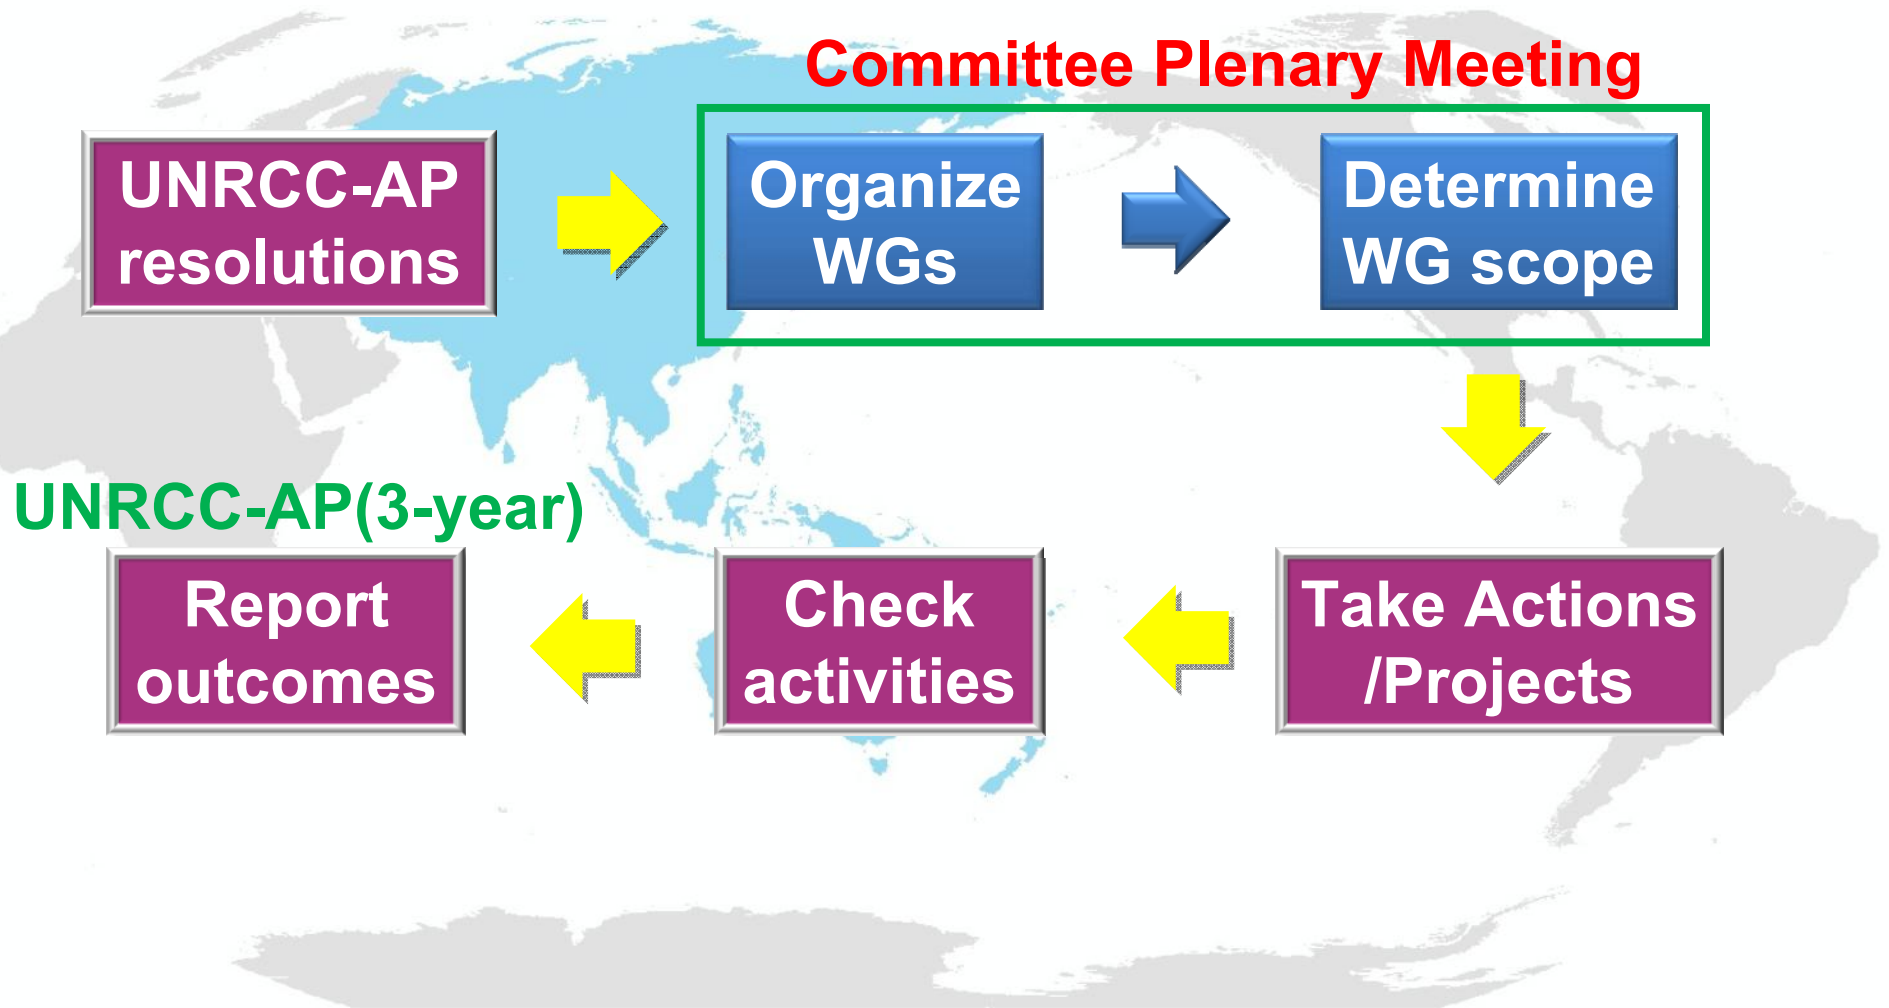 Committee Plenary Meeting
UNRCC-AP
resolutions
Organize
WGs
Determine
WG scope
UNRCC-AP(3-year)
Report
outcomes
Check
activities
Take Actions
/Projects